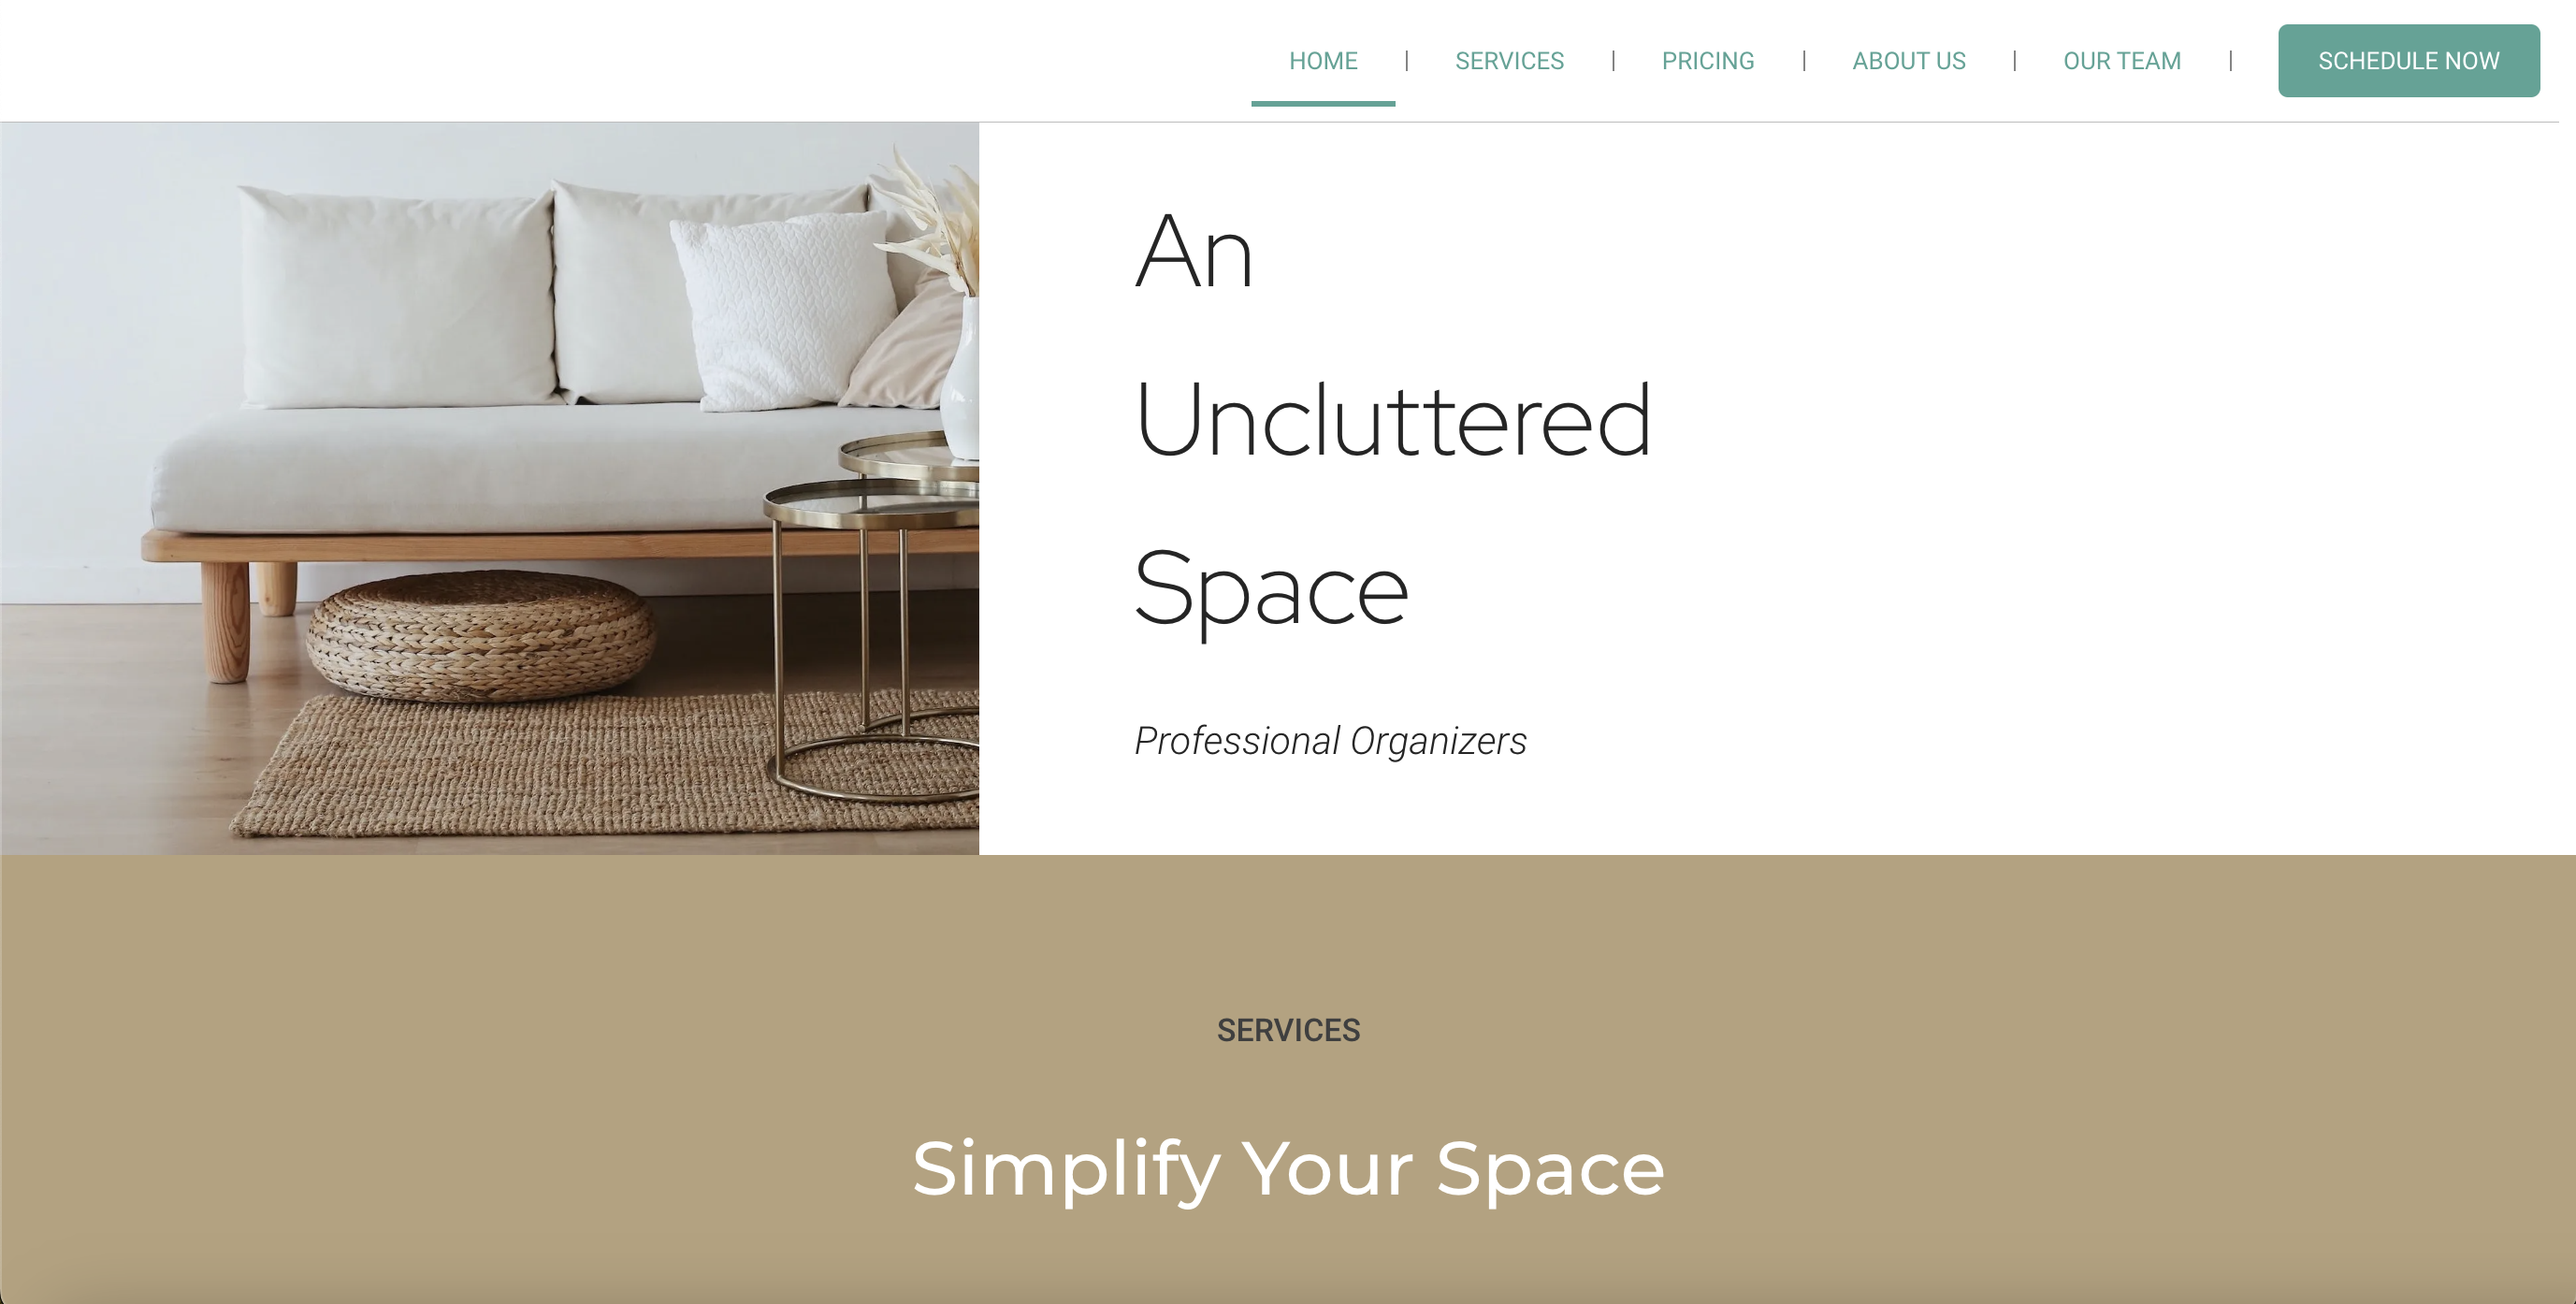 HOME | SERVICES | PRICING | ABOUT US | OUR TEAM | SCHEDULE NOW
An
Uncluttered
Space
Professional Organizers
SERVICES
Simplify Your Space